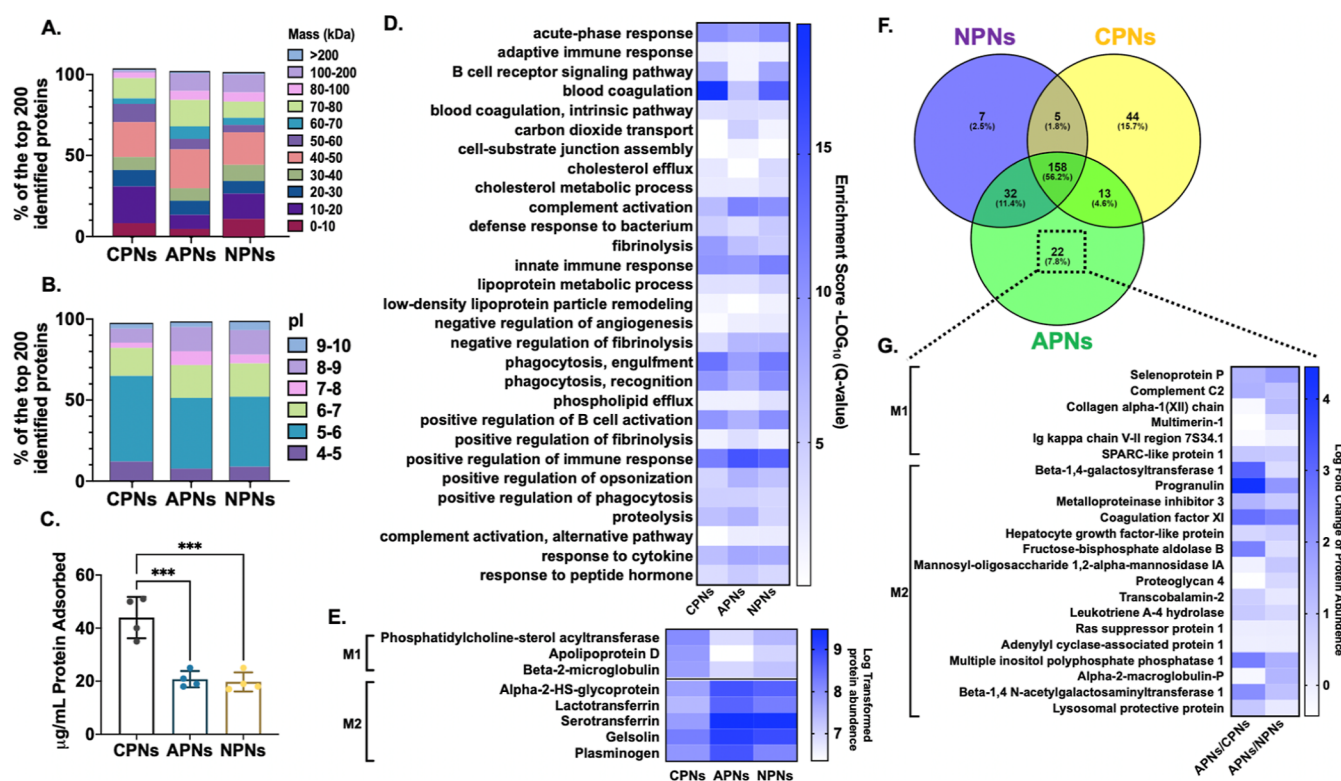 A.
% of the top 200
identified proteins
100
50
0
CPNs APNs NPNs
Mass (kDa)
>200
100-200
80-100
70-80
60-70
50-60
40-50
30-40
20-30
10-20
0-10
B.
% of the top 200
identified proteins
100
50
0
CPNs APNs NPNs
pI
9-10
8-9
7-8
6-7
5-6
4-5
C.
μg/mL Protein Adsorbed
60
40
20
0
***
***
CPNs APNs NPNs
D.
acute-phase response
adaptive immune response
B cell receptor signaling pathway
blood coagulation
blood coagulation, intrinsic pathway
carbon dioxide transport
cell-substrate junction assembly
cholesterol efflux
cholesterol metabolic process
complement activation
defense response to bacterium
fibrinolysis
innate immune response
lipoprotein metabolic process
low-density lipoprotein particle remodeling
negative regulation of angiogenesis
negative regulation of fibrinolysis
phagocytosis, engulfment
phagocytosis, recognition
phospholipid efflux
positive regulation of B cell activation
positive regulation of fibrinolysis
positive regulation of immune response
positive regulation of opsonization
positive regulation of phagocytosis
proteolysis
complement activation, alternative pathway
response to cytokine
response to peptide hormone
CPNs APNs NPNs
15
10
5
Enrichment Score -LOG10 (Q-value)
E.
M1
M2
Phosphatidylcholine-sterol acyltransferase
Apolipoprotein D
Beta-2-microglobulin
Alpha-2-HS-glycoprotein
Lactotransferrin
Serotransferrin
Gelsolin
Plasminogen
CPNs APNs NPNs
9
8
7
Log Transformed
protein abundence
F.
NPNs
CPNs
7
(2.5%)
5
(1.8%)
44
(15.7%)
158
(56.2%)
32
(11.4%)
13
(4.6%)
22
(7.8%)
APNs
G.
M1
M2
Selenoprotein P
Complement C2
Collagen alpha-1(XII) chain
Multimerin-1
Ig kappa chain V-II region 7S34.1
SPARC-like protein 1
Beta-1,4-galactosyltransferase 1
Progranulin
Metalloproteinase inhibitor 3
Coagulation factor XI
Hepatocyte growth factor-like protein
Fructose-bisphosphate aldolase B
Mannosyl-oligosaccharide 1,2-alpha-mannosidase IA
Proteoglycan 4
Transcobalamin-2
Leukotriene A-4 hydrolase
Ras suppressor protein 1
Adenylyl cyclase-associated protein 1
Multiple inositol polyphosphate phosphatase 1
Alpha-2-macroglobulin-P
Beta-1,4 N-acetylgalactosaminyltransferase 1
Lysosomal protective protein
APNs/CPNs
APNs/NPNs
4
3
2
1
0
Log Fold Change of Protein Abundence